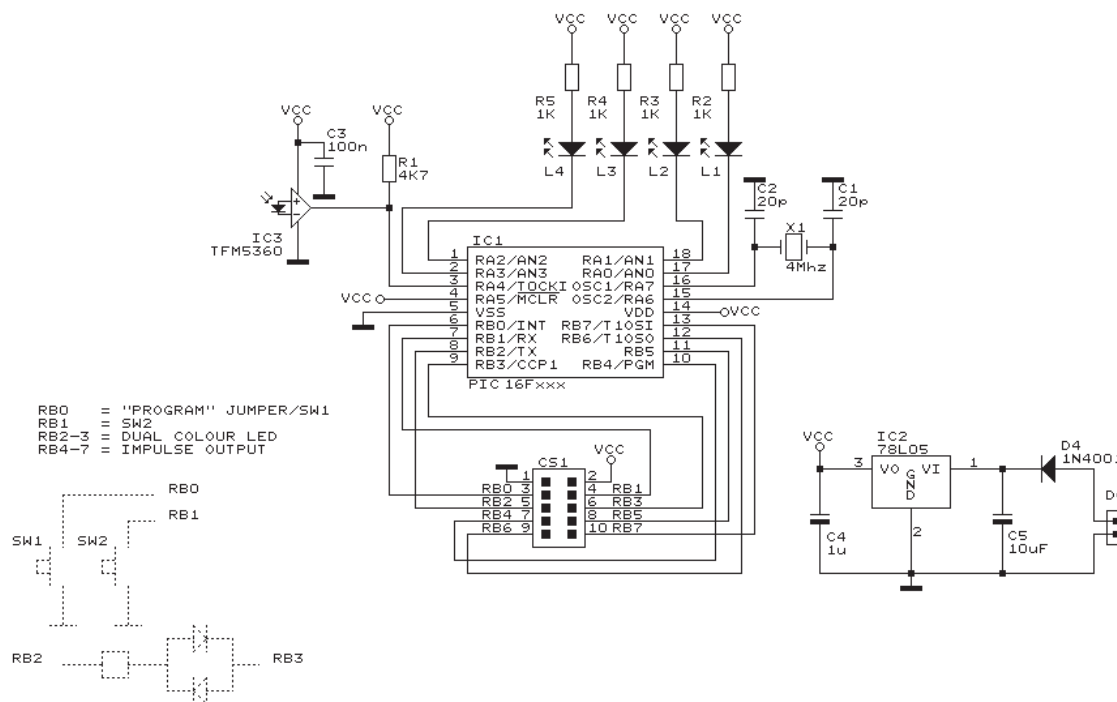 VCC VCC VCC VCC
R5 R4 R3 R2
1K 1K 1K 1K
L4 L3 L2 L1
VCC VCC
C3
100n
R1
4K7
IC3
TFM5360
C2
20p
C1
20p
X1
4Mhz
IC1
1 RA2/AN2 RA1/AN1 18
2 RA3/AN3 RA0/AN0 17
3 RA4/TOCKI OSC1/RA7 16
VCC 4 RA5/MCLR OSC2/RA6 15
5 VSS VDD 14 VCC
6 RB0/INT RB7/T1OSI 13
7 RB1/RX RB6/T1OSO 12
8 RB2/TX RB5 11
9 RB3/CCP1 RB4/PGM 10
PIC 16Fxxx
RB0 = "PROGRAM" JUMPER/SW1
RB1 = SW2
RB2-3 = DUAL COLOUR LED
RB4-7 = IMPULSE OUTPUT
CS1
VCC
1 2
RB0 3 4 RB1
RB2 5 6 RB3
RB4 7 8 RB5
RB6 9 10 RB7
RB0
RB1
SW1 SW2
RB2 RB3
VCC
IC2
78L05
3 VO VI 1
GND
2
C4
1u
C5
10uF
D4
1N4001